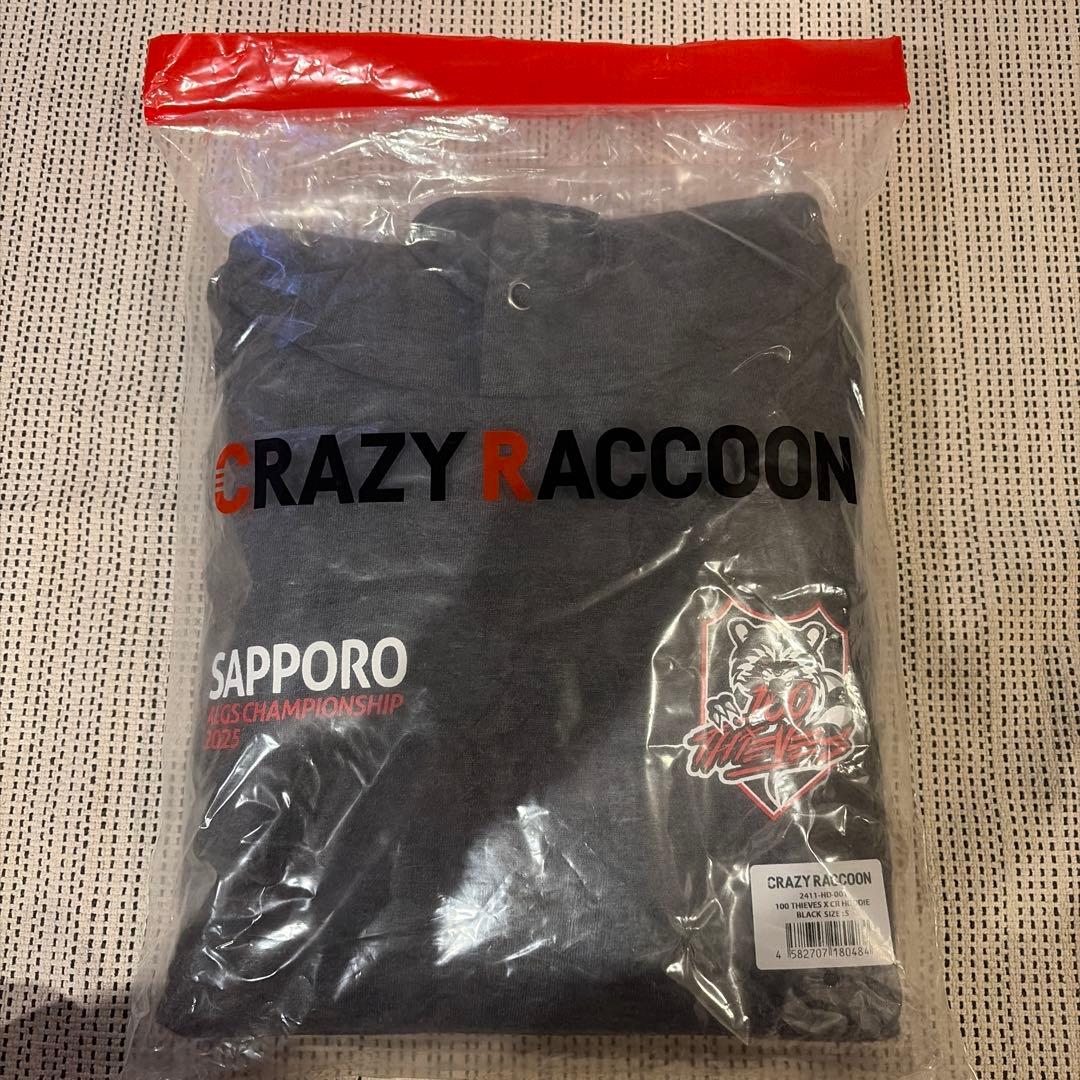 CRAZY RACCOON
SAPPORO
ALGS CHAMPIONSHIP
2025
100
THIEVES
CRAZY RACCOON
2411-HD-001
100 THIEVES X CR HOODIE
BLACK SIZE :S
4 582707 180484